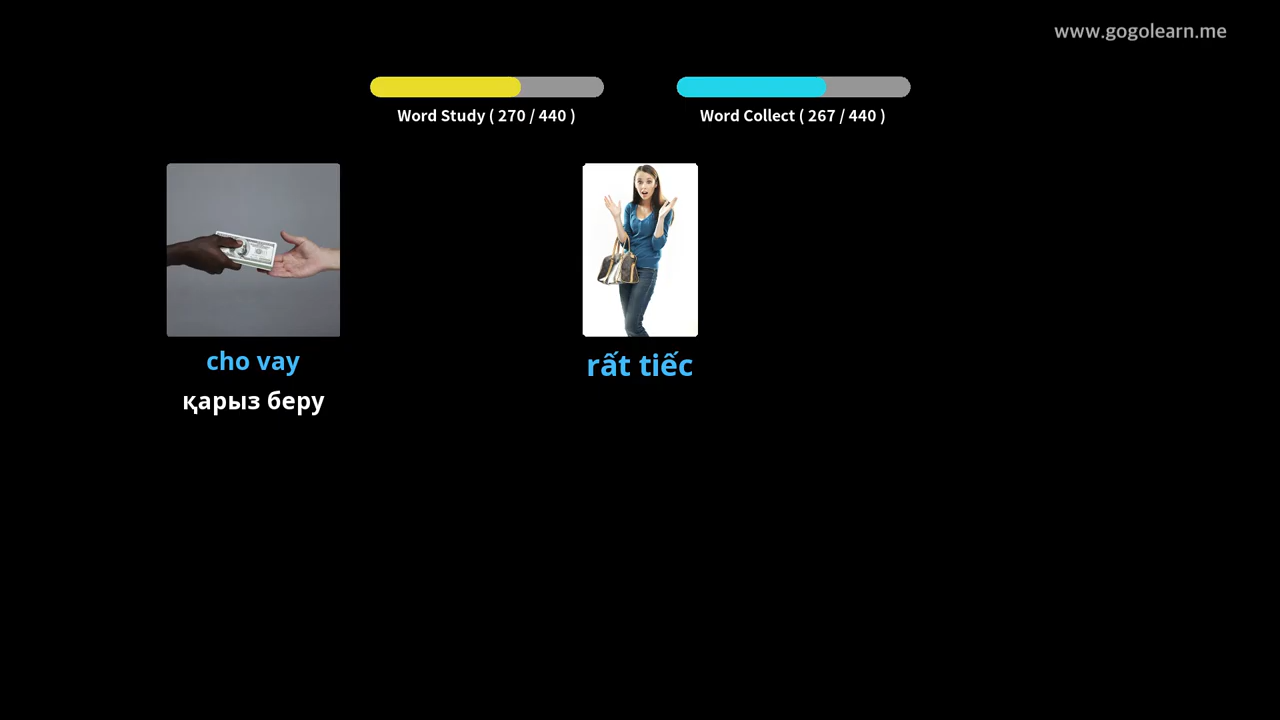 www.gogolearn.me
Word Study ( 270 / 440 )
Word Collect ( 267 / 440 )
cho vay
қарыз беру
rất tiếc